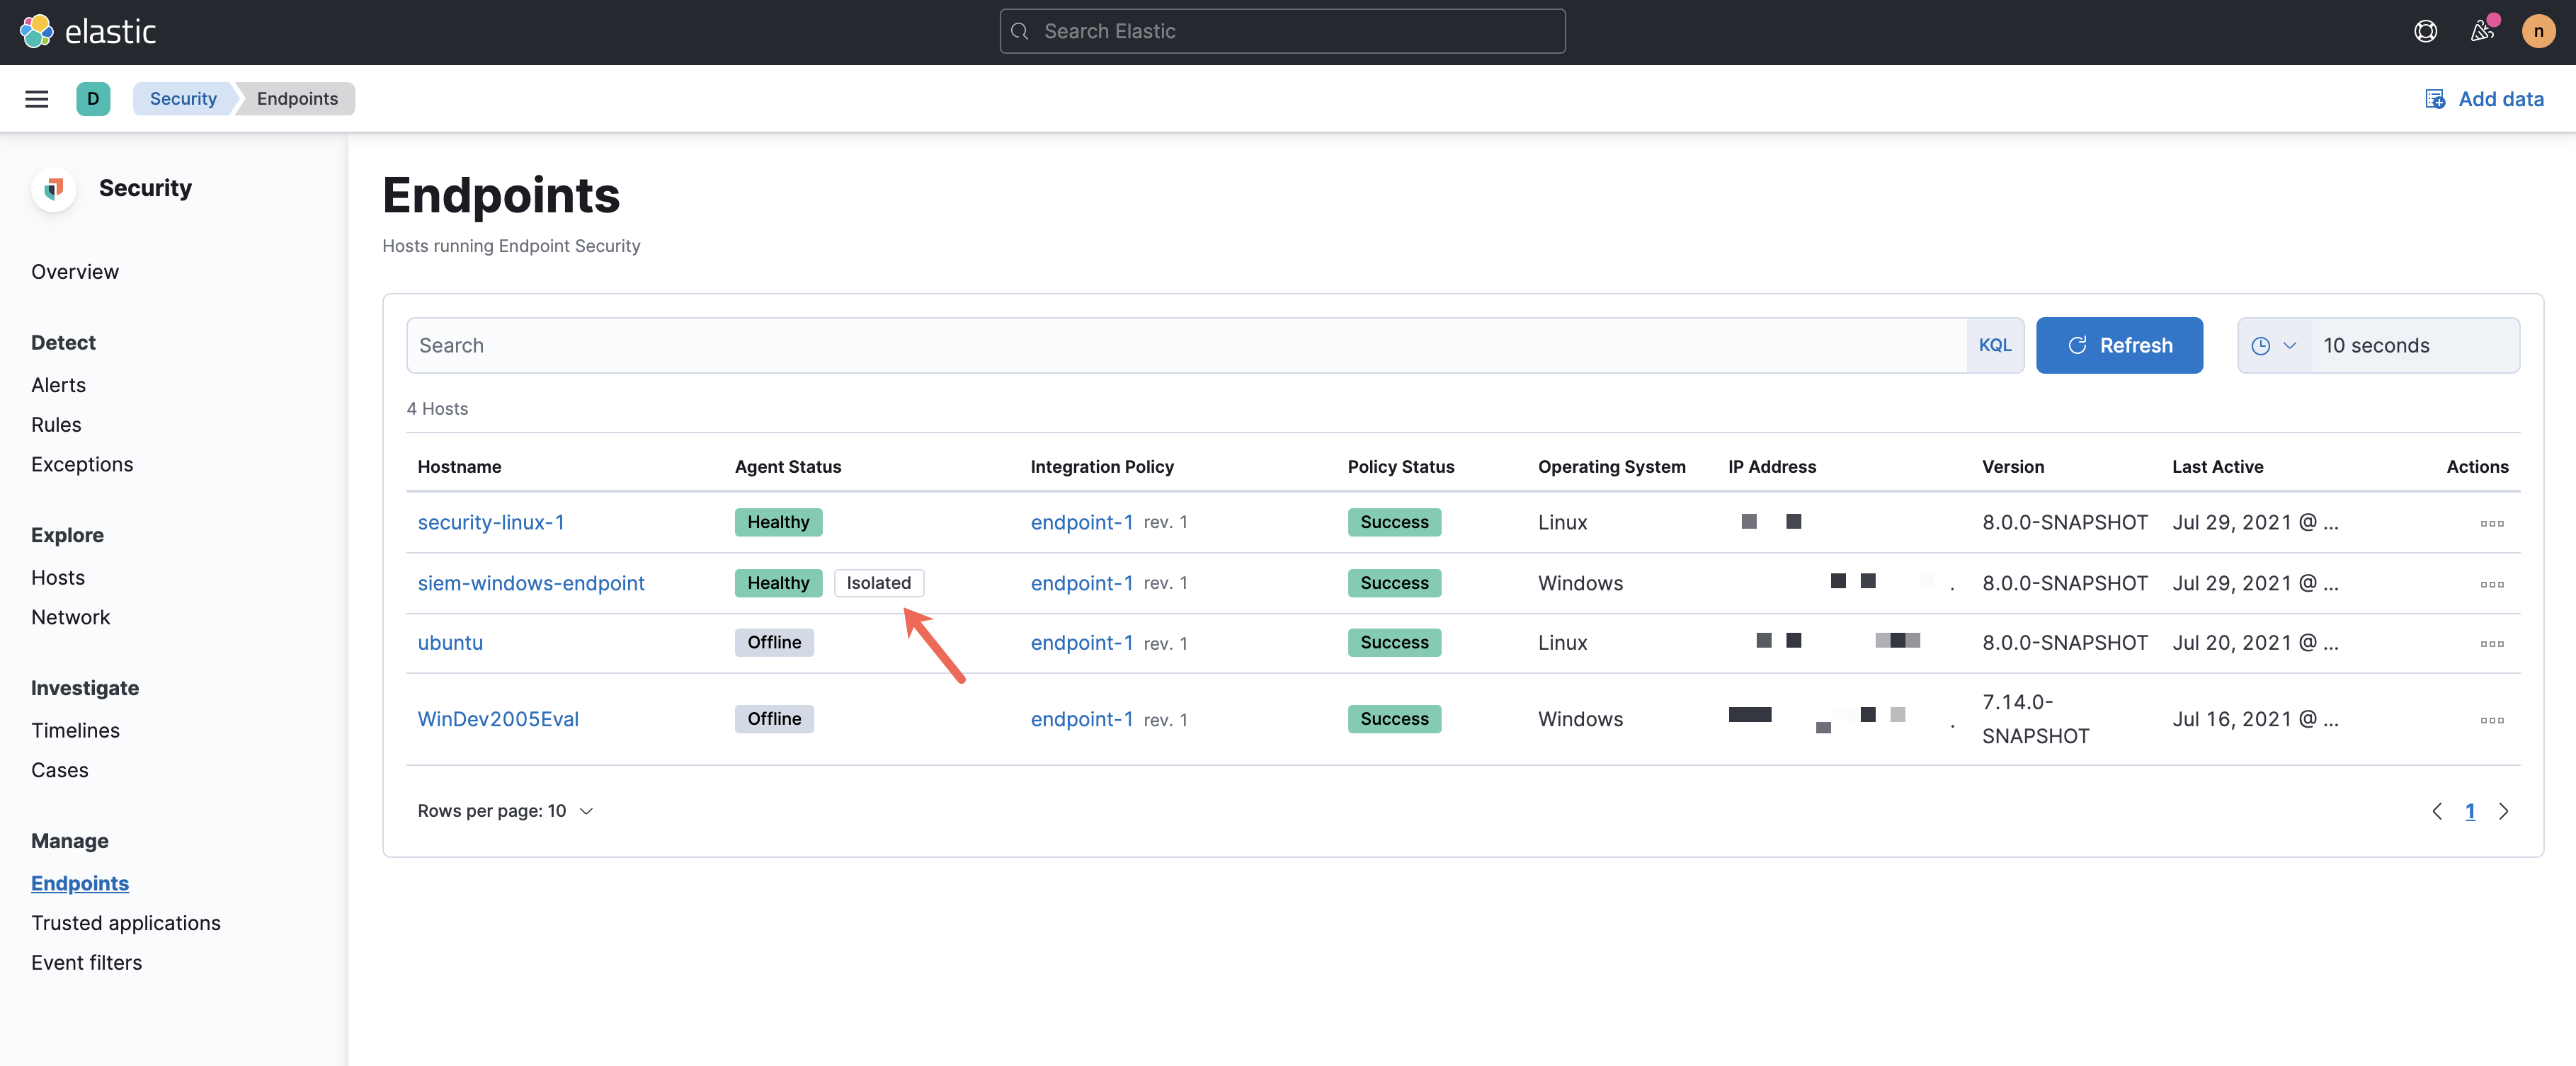 elastic
Search Elastic
n
D
Security
Endpoints
Add data
Security
Overview
Detect
Alerts
Rules
Exceptions
Explore
Hosts
Network
Investigate
Timelines
Cases
Manage
Endpoints
Trusted applications
Event filters
Endpoints
Hosts running Endpoint Security
Search KQL Refresh 10 seconds
4 Hosts
Hostname Agent Status Integration Policy Policy Status Operating System IP Address Version Last Active Actions
security-linux-1 Healthy endpoint-1 rev. 1 Success Linux 8.0.0-SNAPSHOT Jul 29, 2021 @ ...
siem-windows-endpoint Healthy Isolated endpoint-1 rev. 1 Success Windows 8.0.0-SNAPSHOT Jul 29, 2021 @ ...
ubuntu Offline endpoint-1 rev. 1 Success Linux 8.0.0-SNAPSHOT Jul 20, 2021 @ ...
WinDev2005Eval Offline endpoint-1 rev. 1 Success Windows 7.14.0-
SNAPSHOT Jul 16, 2021 @ ...
Rows per page: 10
1